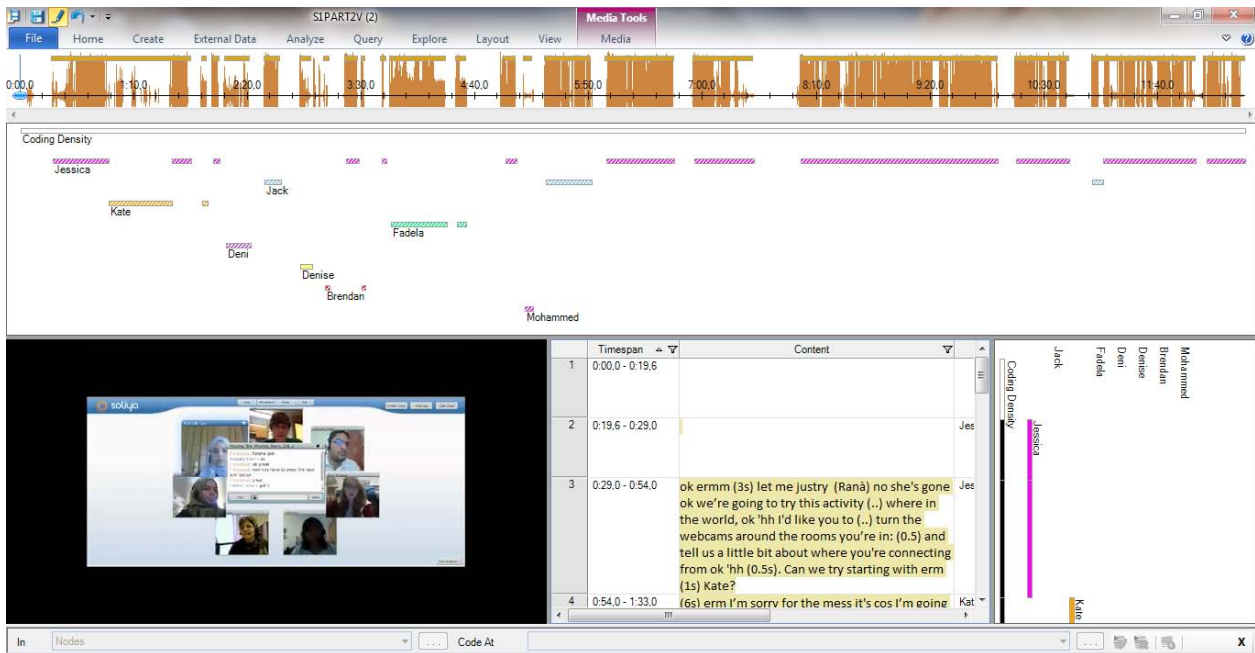 S1PART2V (2)
Media Tools
File Home Create External Data Analyze Query Explore Layout View Media
0:00,0 1:10,0 2:20,0 3:30,0 4:40,0 5:50,0 7:00,0 8:10,0 9:20,0 10:30,0 11:40,0
Coding Density
Jessica
Jack
Kate
Fadela
Deni
Denise
Brendan
Mohammed
soliya
Timespan Content
1 0:00,0 - 0:19,6
2 0:19,6 - 0:29,0 Jes
3 0:29,0 - 0:54,0 ok ermm (3s) let me justry (Ranà) no she's gone Jes
ok we're going to try this activity (..) where in
the world, ok 'hh I'd like you to (..) turn the
webcams around the rooms you're in: (0.5) and
tell us a little bit about where you're connecting
from ok 'hh (0.5s). Can we try starting with erm
(1s) Kate?
4 0:54,0 - 1:33,0 (6s) erm I'm sorry for the mess it's cos I'm going Kat
Coding Density
Jessica
Jack
Kate
Fadela
Deni
Denise
Brendan
Mohammed
In Nodes ... Code At ... X